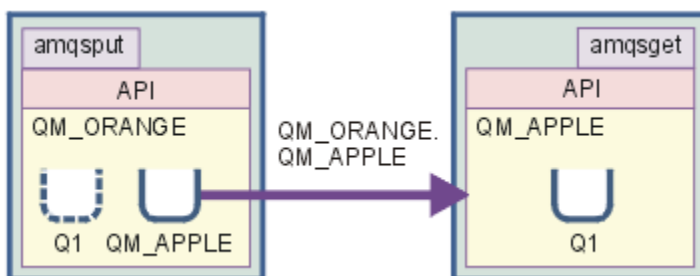 amqsput
API
QM_ORANGE
Q1 QM_APPLE
QM_ORANGE.
QM_APPLE
amqsget
API
QM_APPLE
Q1